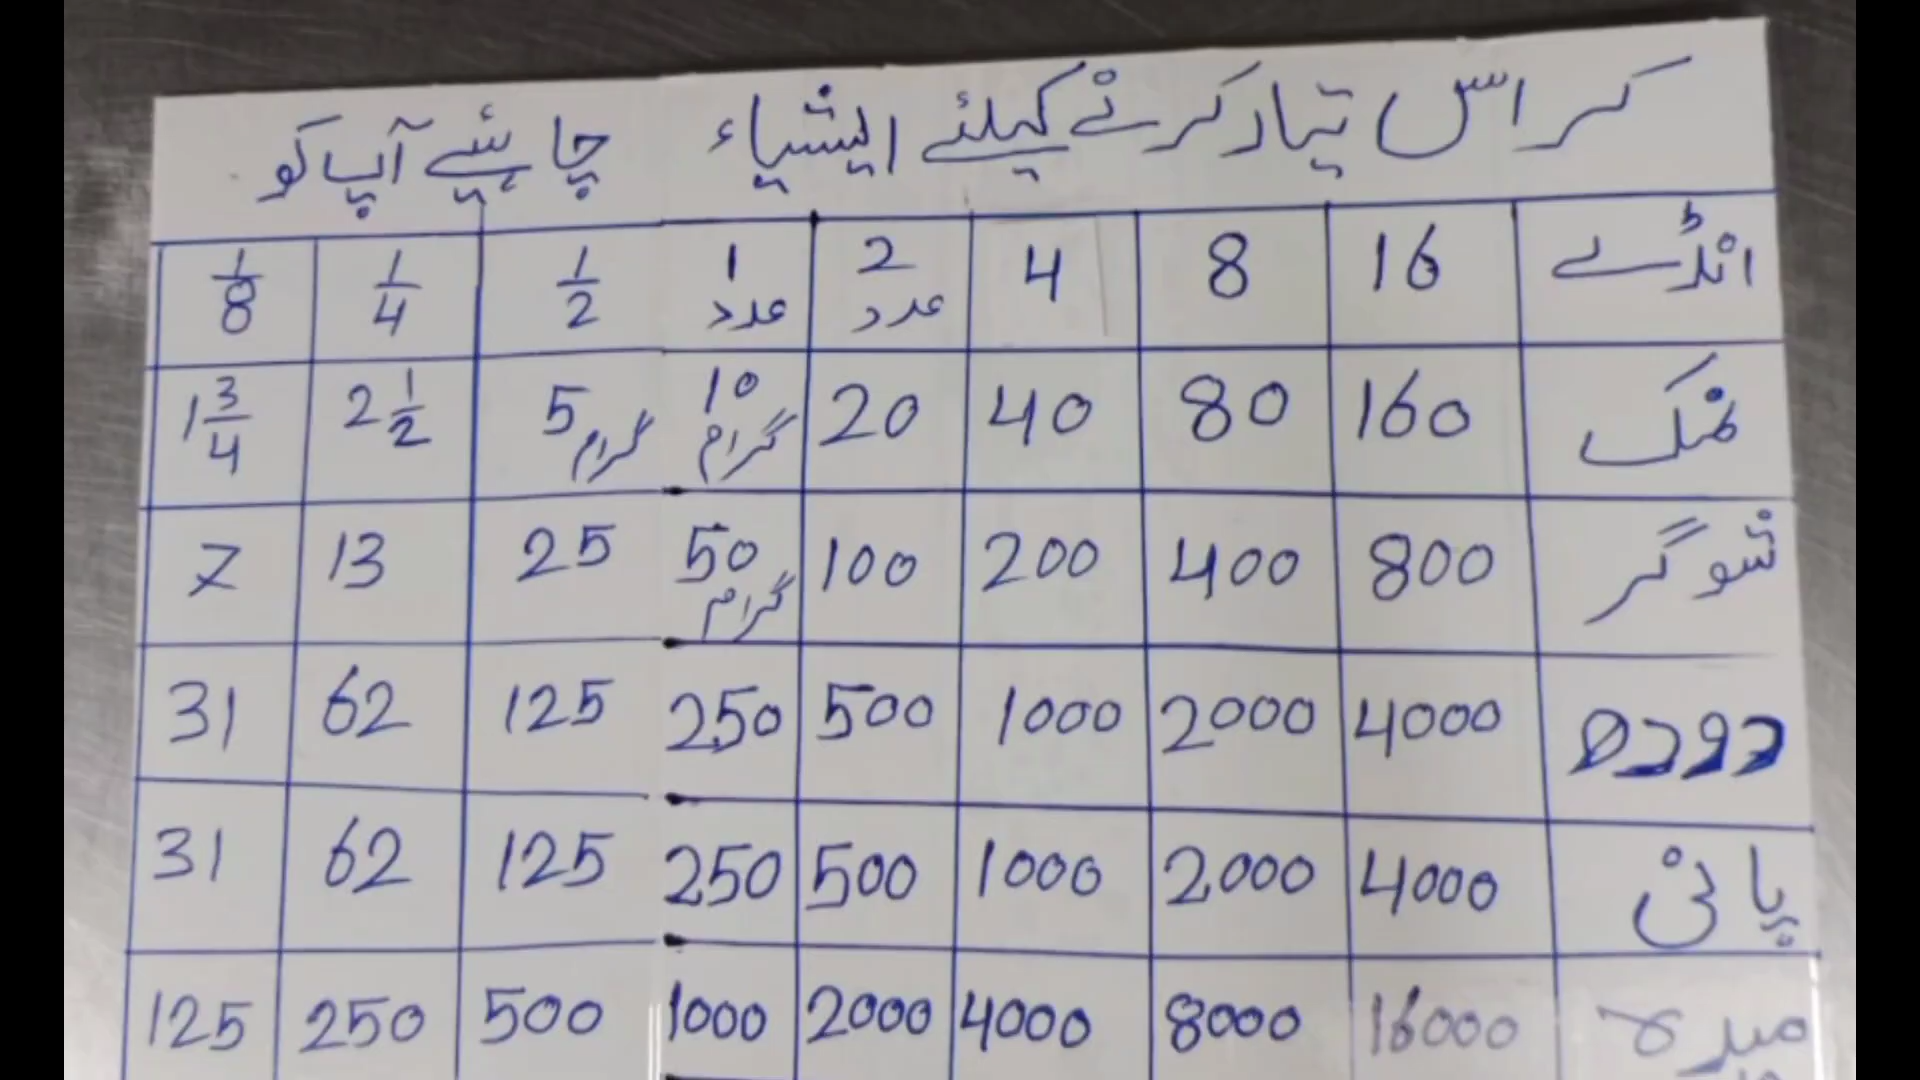 کراس تیار کرنے کیلئے ایشیاء چاہئیے آپ کو
انڈے 16 8 4 2 عدد 1 عدد 1/2 1/4 1/8
نمک 160 80 40 20 10 گرام 5 گرام 2 1/2 1 3/4
شوگر 800 400 200 100 50 گرام 25 13 7
دودھ 4000 2000 1000 500 250 125 62 31
پانی 4000 2000 1000 500 250 125 62 31
میدہ 16000 8000 4000 2000 1000 500 250 125